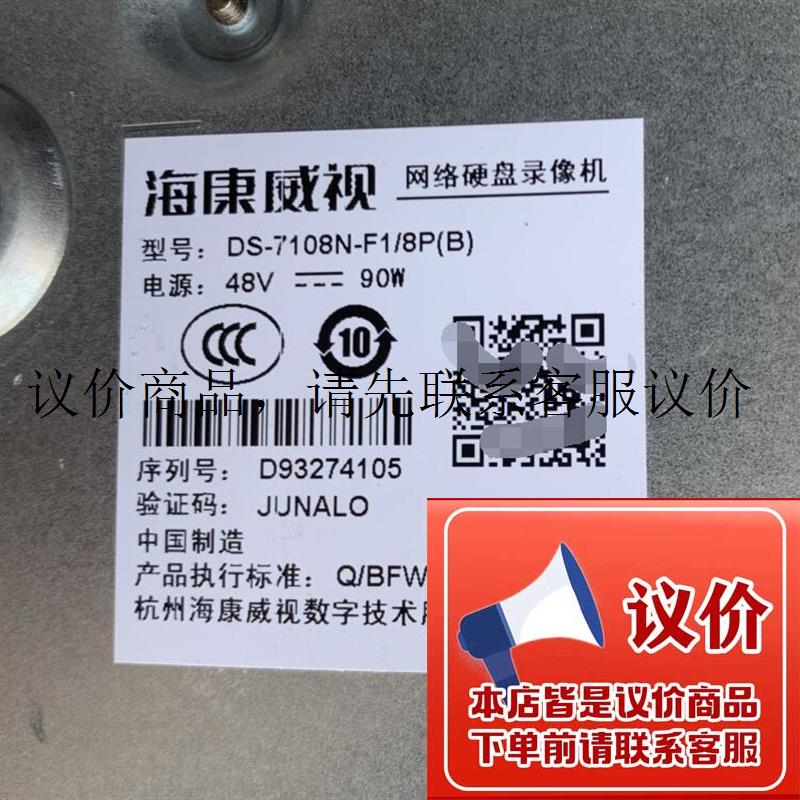 海康威视 网络硬盘录像机
型号: DS-7108N-F1/8P(B)
电源: 48V 90W
CCC
10
议价商品，请先联系客服议价
序列号: D93274105
验证码: JUNALO
中国制造
产品执行标准: Q/BFW
杭州海康威视数字技术
议价
本店皆是议价商品
下单前请联系客服